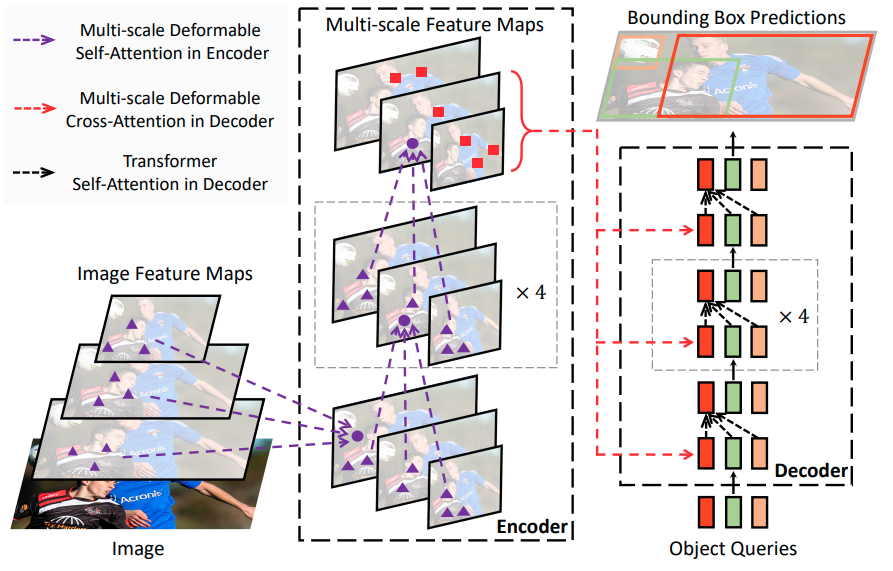 Multi-scale Deformable
Self-Attention in Encoder
Multi-scale Deformable
Cross-Attention in Decoder
Transformer
Self-Attention in Decoder
Image Feature Maps
Image
Multi-scale Feature Maps
× 4
Encoder
Bounding Box Predictions
Acronis
× 4
Decoder
Object Queries
Acronis